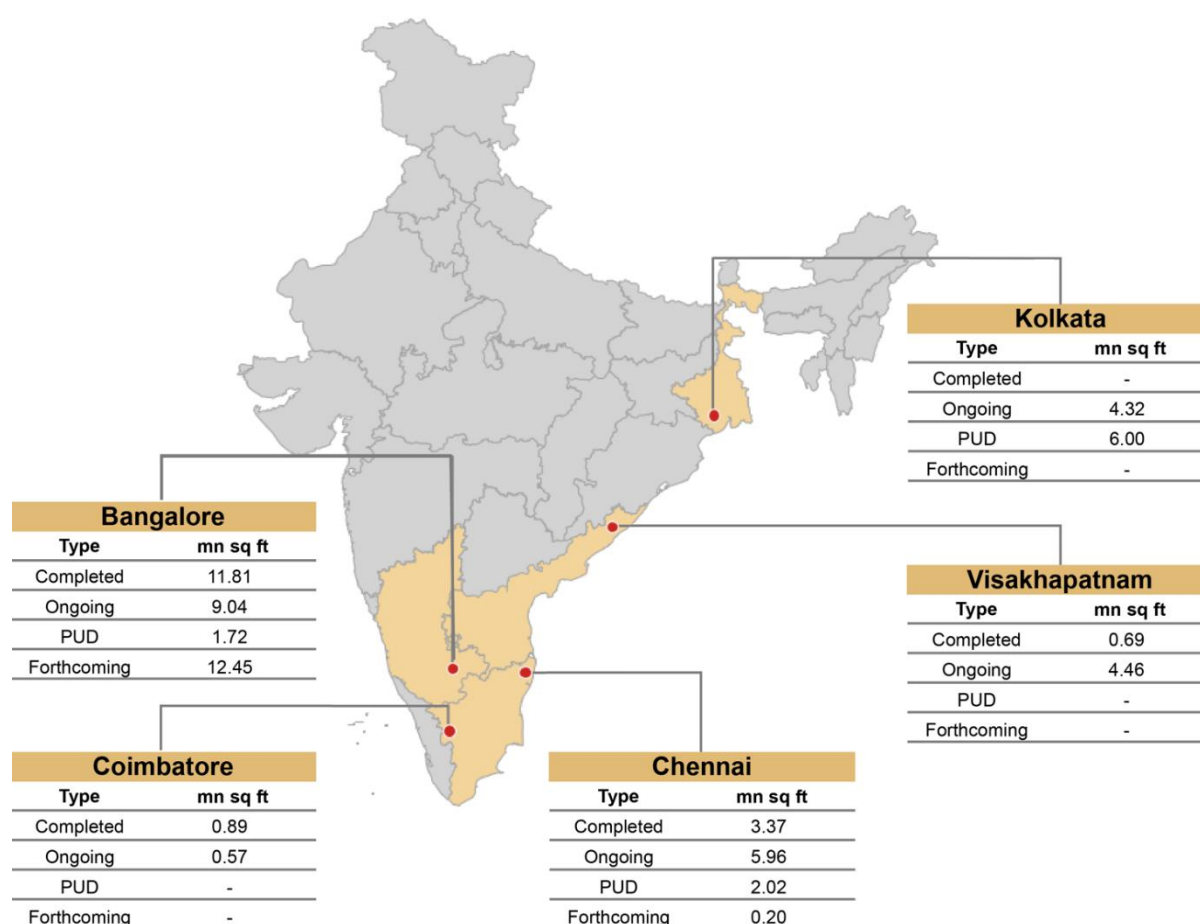 Kolkata
Type mn sq ft
Completed -
Ongoing 4.32
PUD 6.00
Forthcoming -
Bangalore
Type mn sq ft
Completed 11.81
Ongoing 9.04
PUD 1.72
Forthcoming 12.45
Visakhapatnam
Type mn sq ft
Completed 0.69
Ongoing 4.46
PUD -
Forthcoming -
Coimbatore
Type mn sq ft
Completed 0.89
Ongoing 0.57
PUD -
Forthcoming -
Chennai
Type mn sq ft
Completed 3.37
Ongoing 5.96
PUD 2.02
Forthcoming 0.20